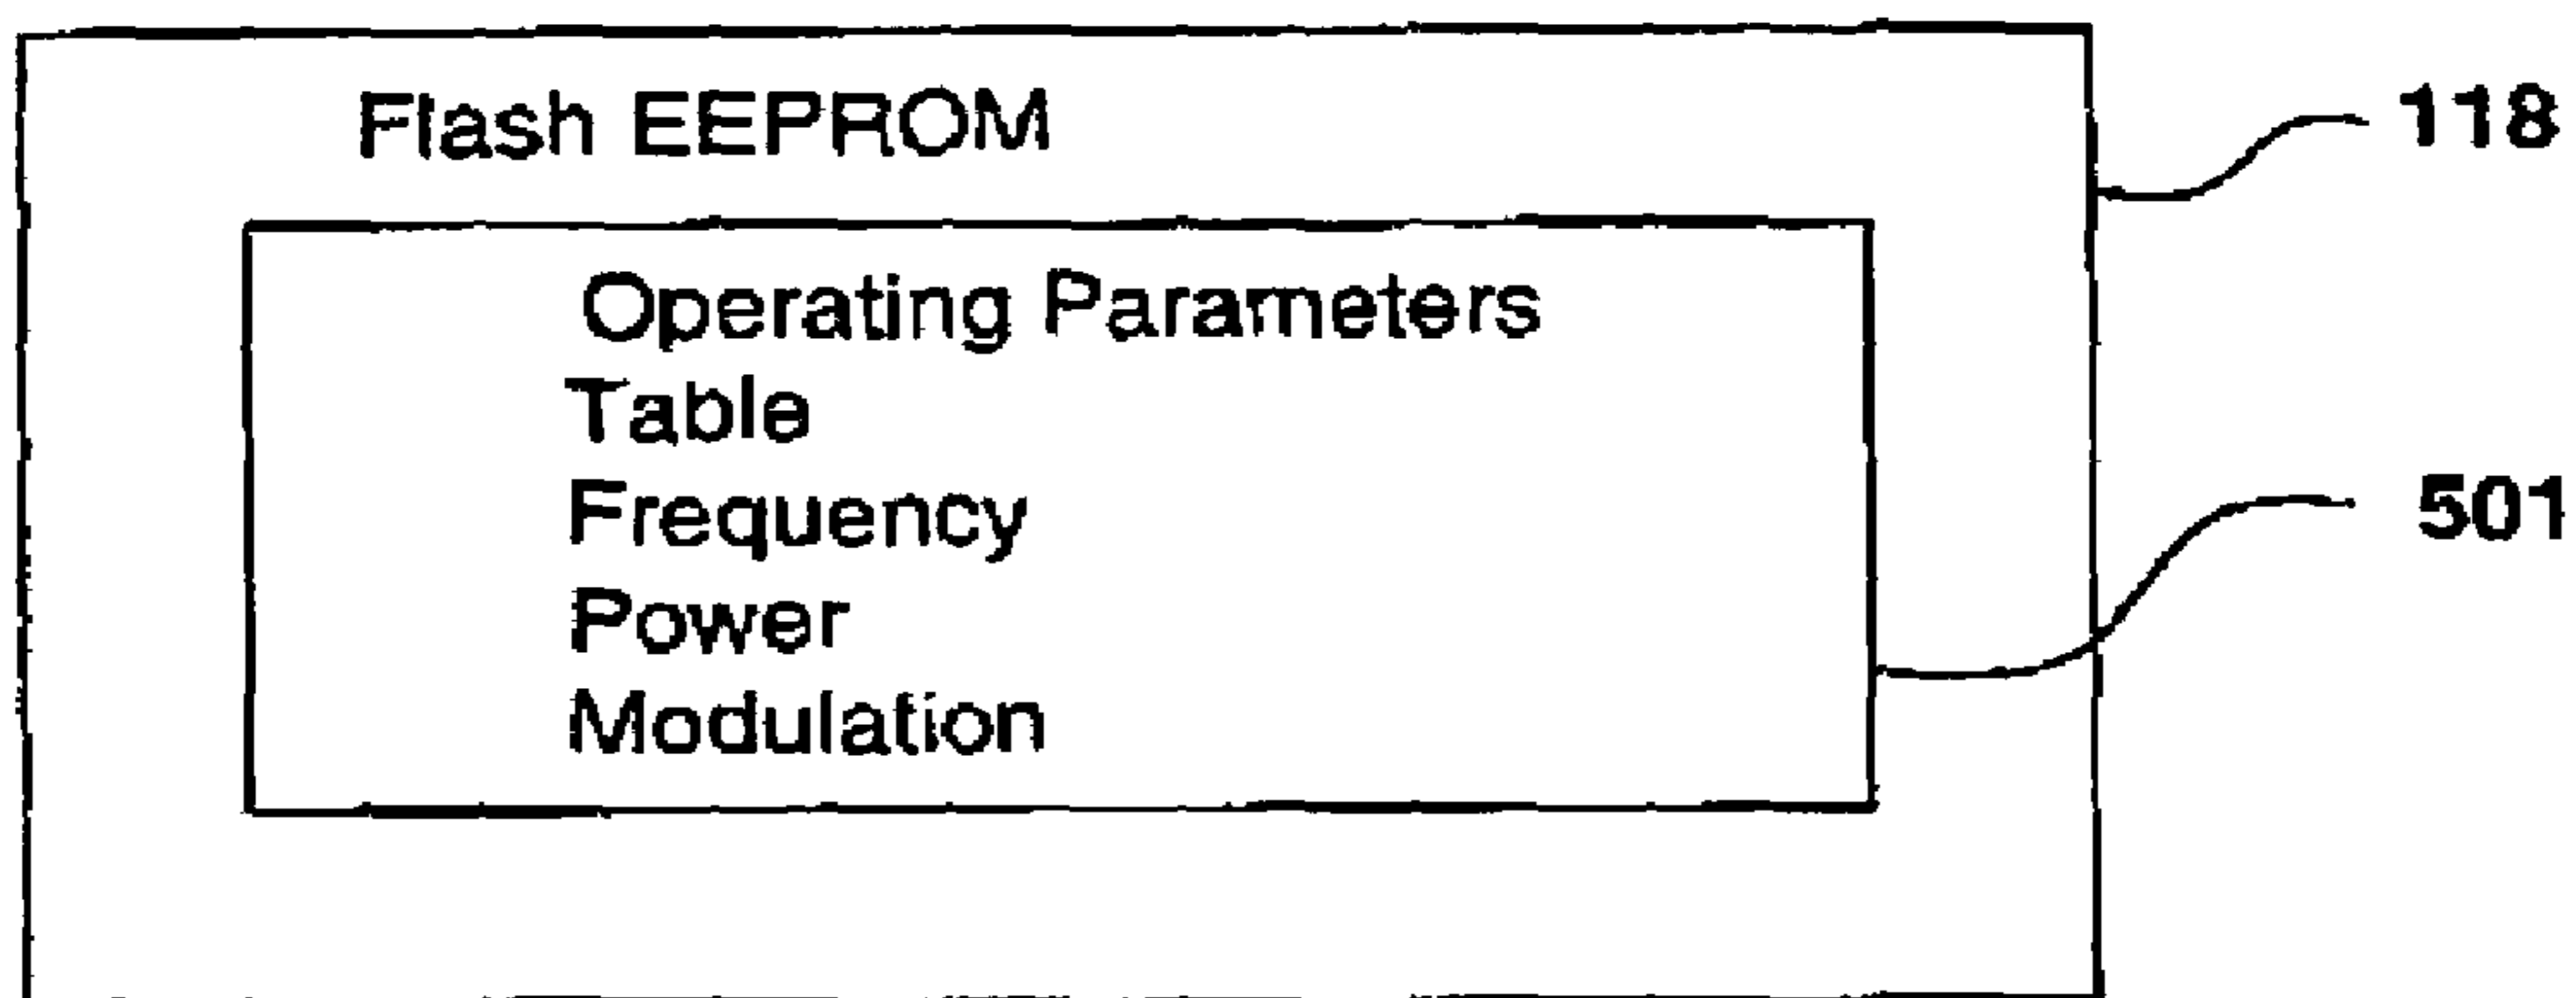 Flash EEPROM
118
Operating Parameters
Table
Frequency
501
Power
Modulation